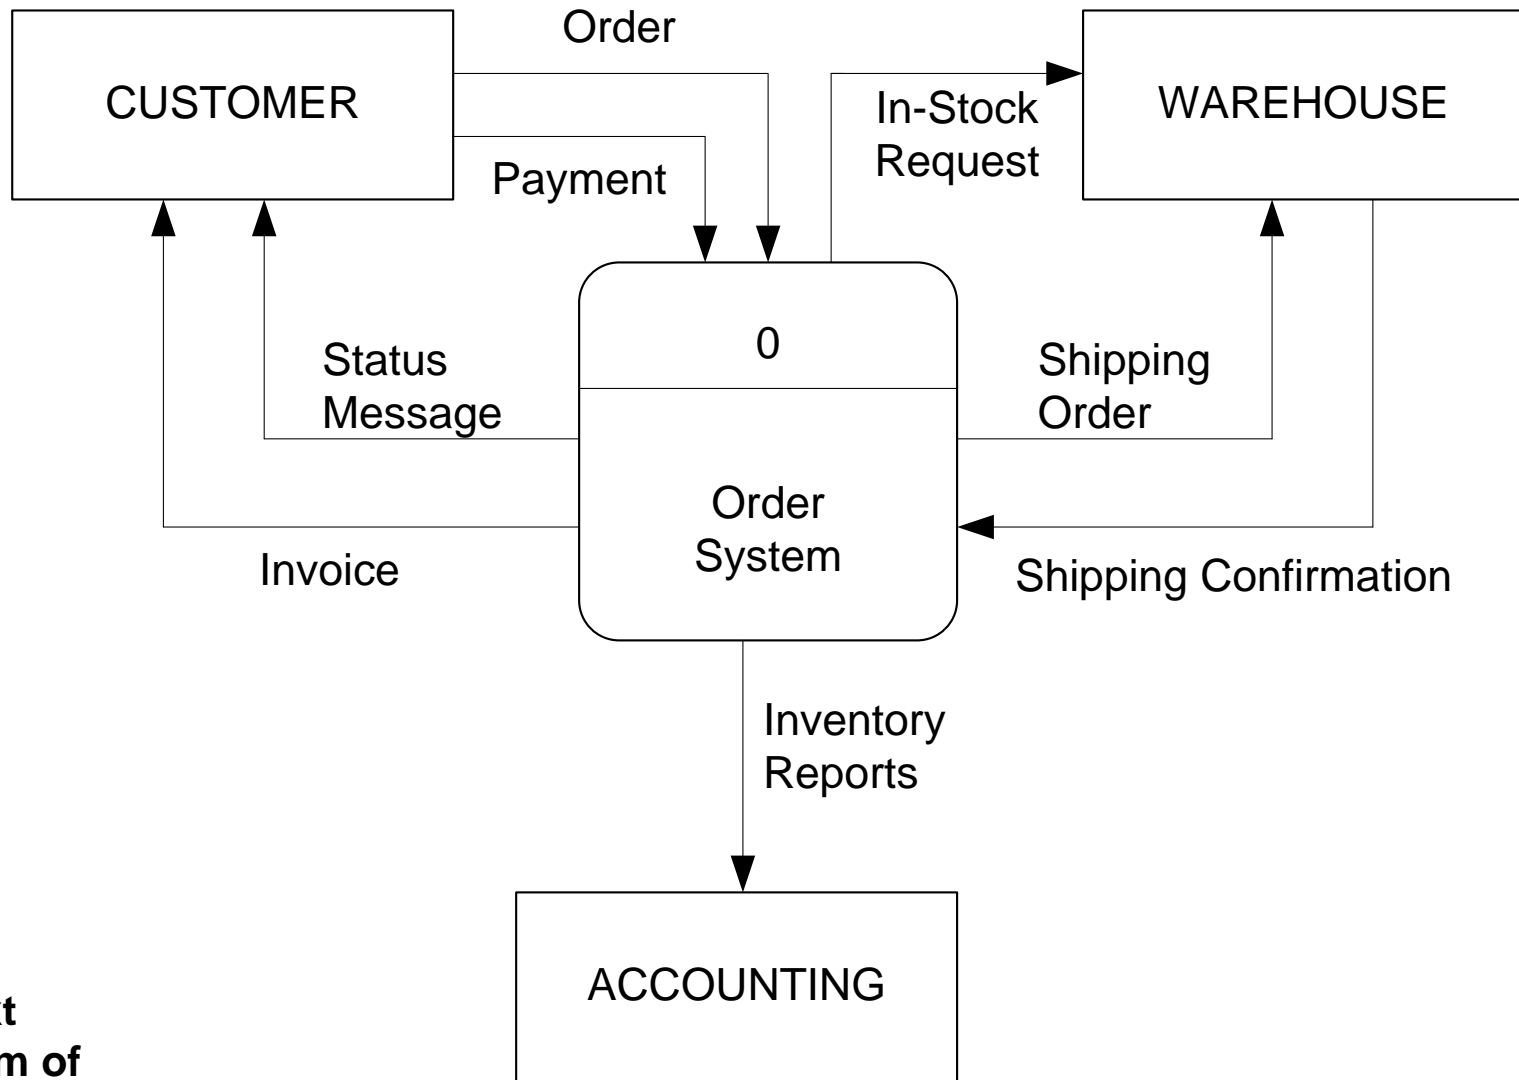 Order
CUSTOMER
WAREHOUSE
In-Stock
Request
Payment
0
Status
Message
Shipping
Order
Order
System
Invoice
Shipping Confirmation
Inventory
Reports
ACCOUNTING
of